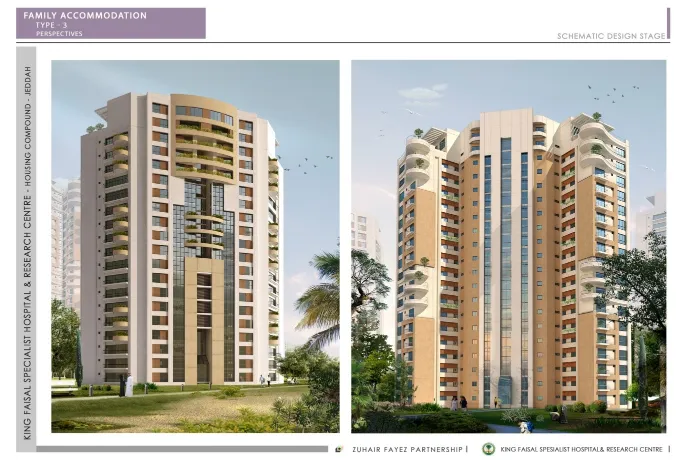 FAMILY ACCOMMODATION
TYPE - 3
PERSPECTIVES
SCHEMATIC DESIGN STAGE
KING FAISAL SPECIALIST HOSPITAL & RESEARCH CENTRE - HOUSING COMPOUND - JEDDAH
ZUHAIR FAYEZ PARTNERSHIP
KING FAISAL SPESIALIST HOSPITAL& RESEARCH CENTRE